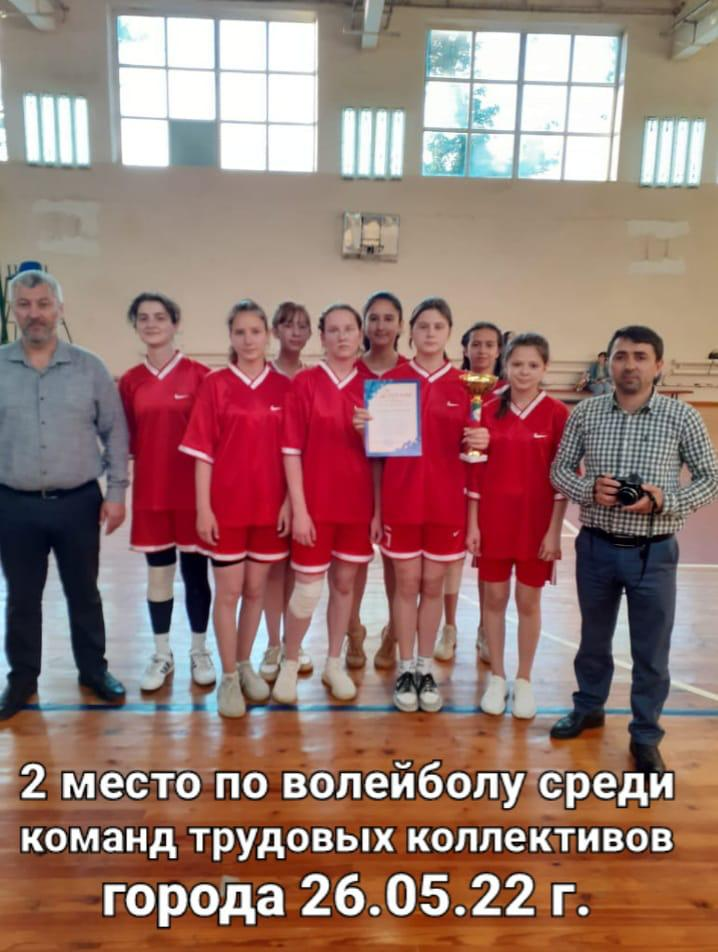 2 место по волейболу среди
команд трудовых коллективов
города 26.05.22 г.